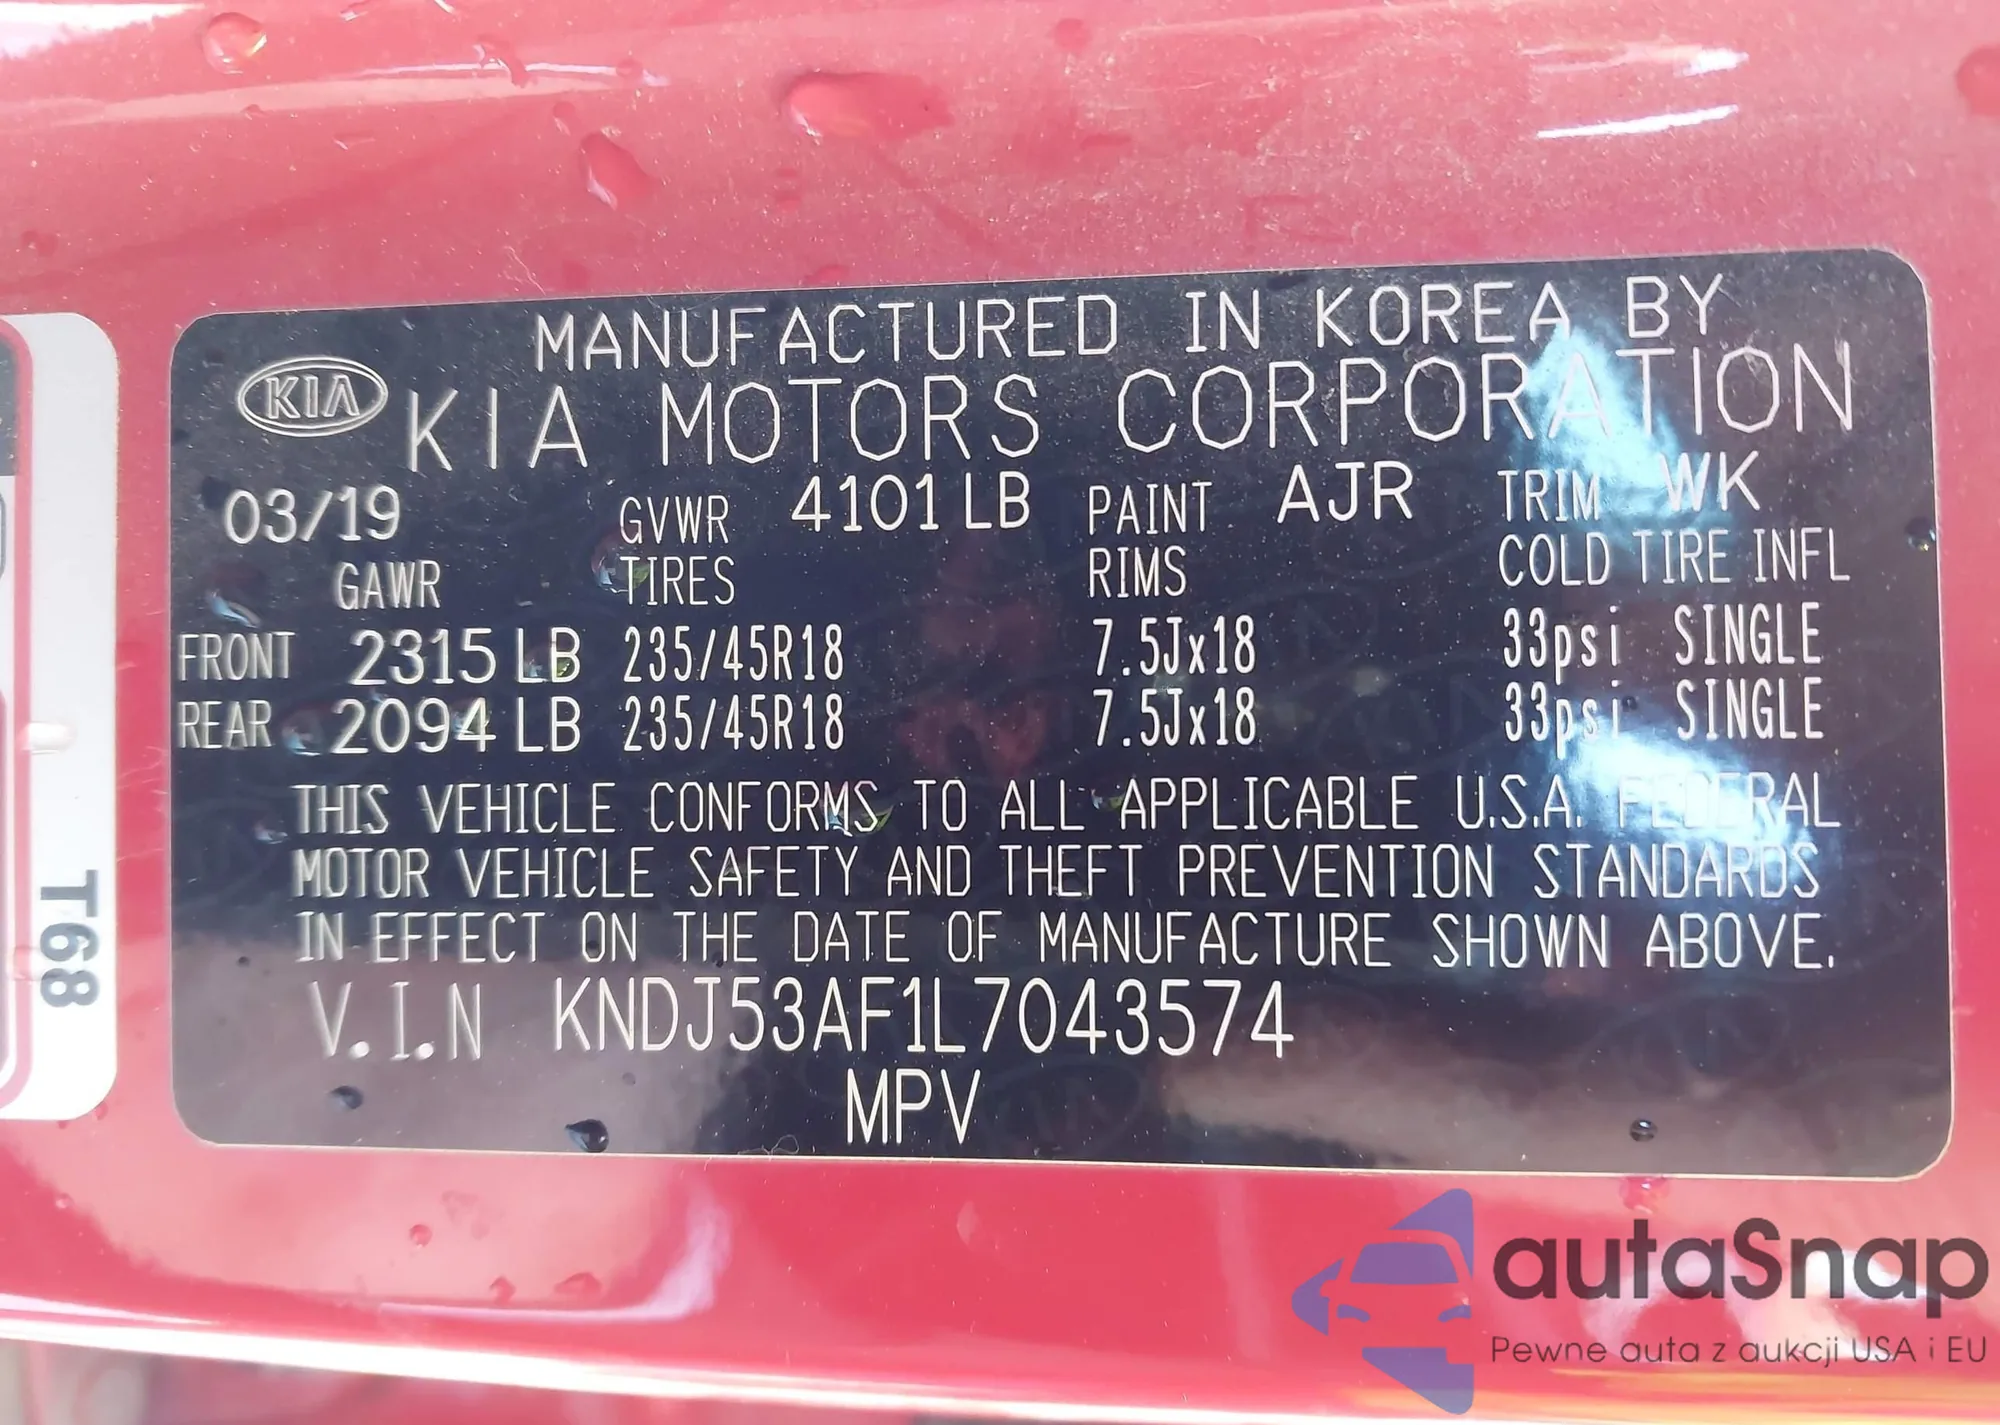 MANUFACTURED IN KOREA BY
KIA KIA MOTORS CORPORATION
03/19 GVWR 4101 LB PAINT AJR TRIM WK
GAWR TIRES RIMS COLD TIRE INFL
FRONT 2315 LB 235/45R18 7.5Jx18 33psi SINGLE
REAR 2094 LB 235/45R18 7.5Jx18 33psi SINGLE
THIS VEHICLE CONFORMS TO ALL APPLICABLE U.S.A. FEDERAL
MOTOR VEHICLE SAFETY AND THEFT PREVENTION STANDARDS
IN EFFECT ON THE DATE OF MANUFACTURE SHOWN ABOVE.
V.I.N KNDJ53AF1L7043574
MPV
T68
autaSnap
Pewne auta z aukcji USA i EU